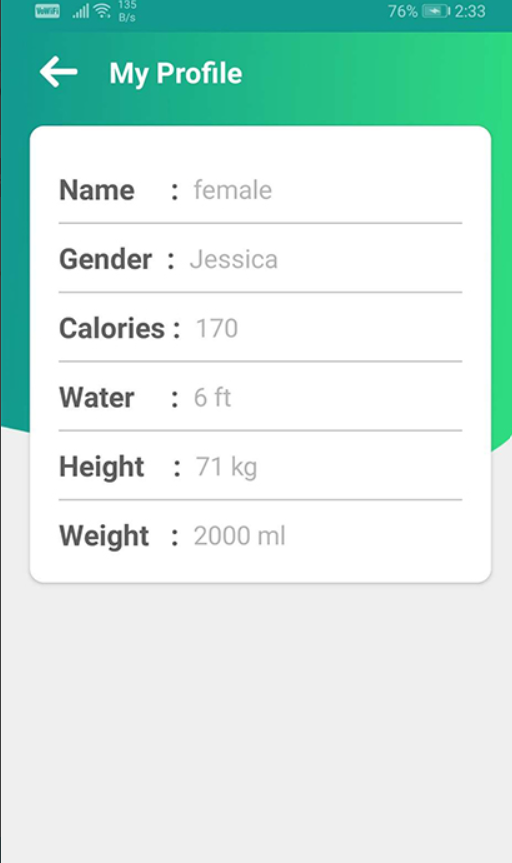 VoWiFi 135 B/s 76% 2:33
My Profile
Name : female
Gender : Jessica
Calories : 170
Water : 6 ft
Height : 71 kg
Weight : 2000 ml